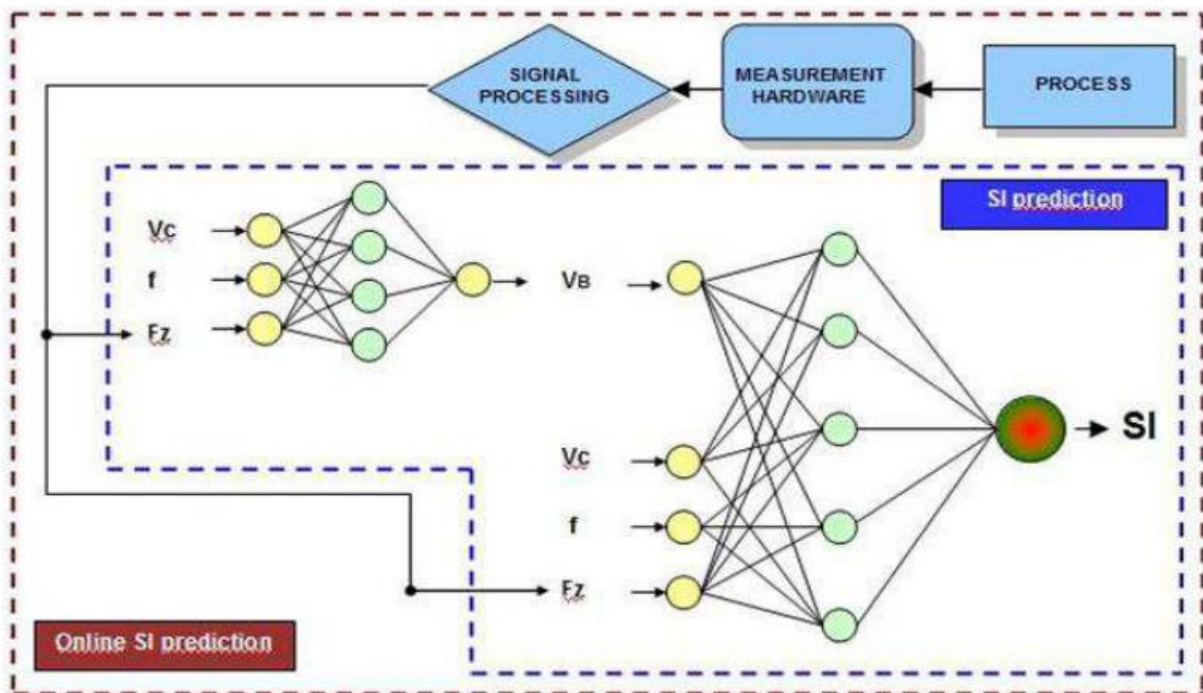 SIGNAL
PROCESSING
MEASUREMENT
HARDWARE
PROCESS
SI prediction
Vc
f
Fz
VB
Vc
f
Fz
SI
Online SI prediction